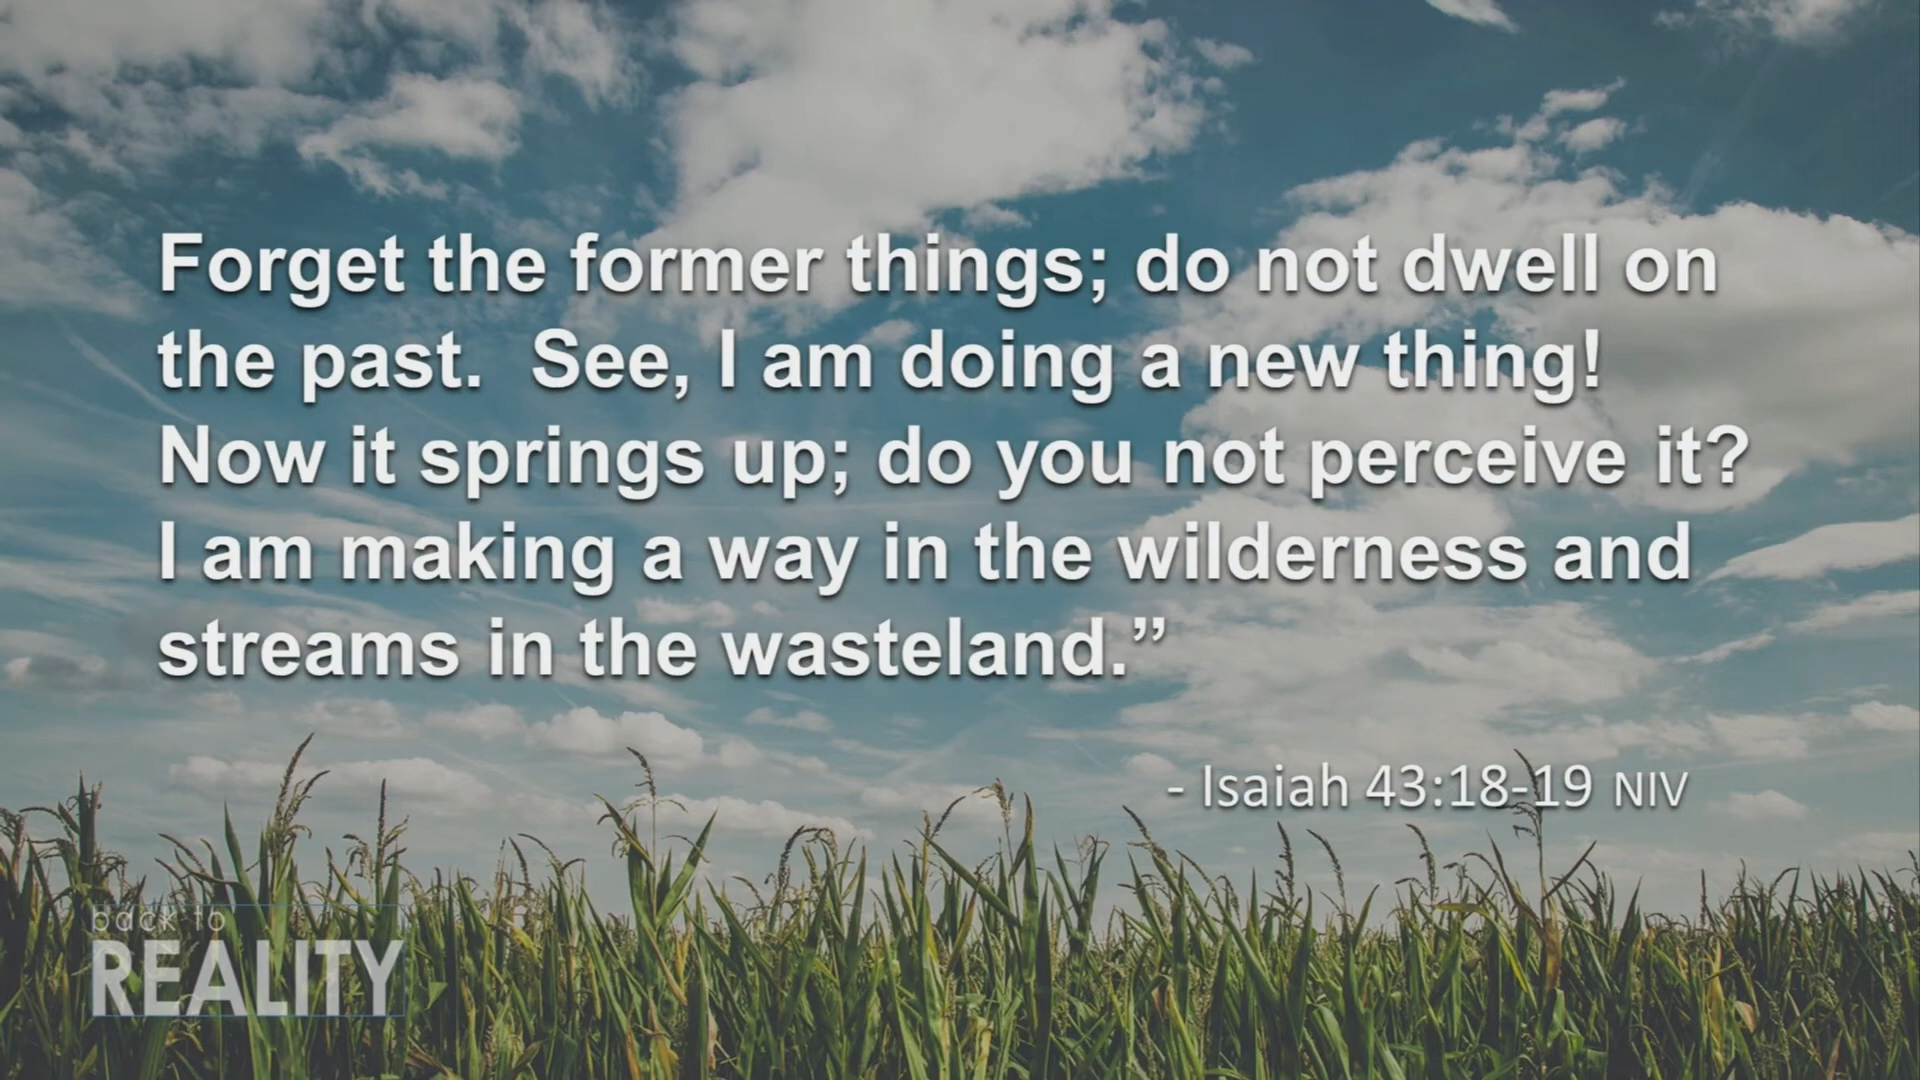 Forget the former things; do not dwell on
the past.  See, I am doing a new thing!
Now it springs up; do you not perceive it?
I am making a way in the wilderness and
streams in the wasteland.”
- Isaiah 43:18-19 NIV
back to
REALITY